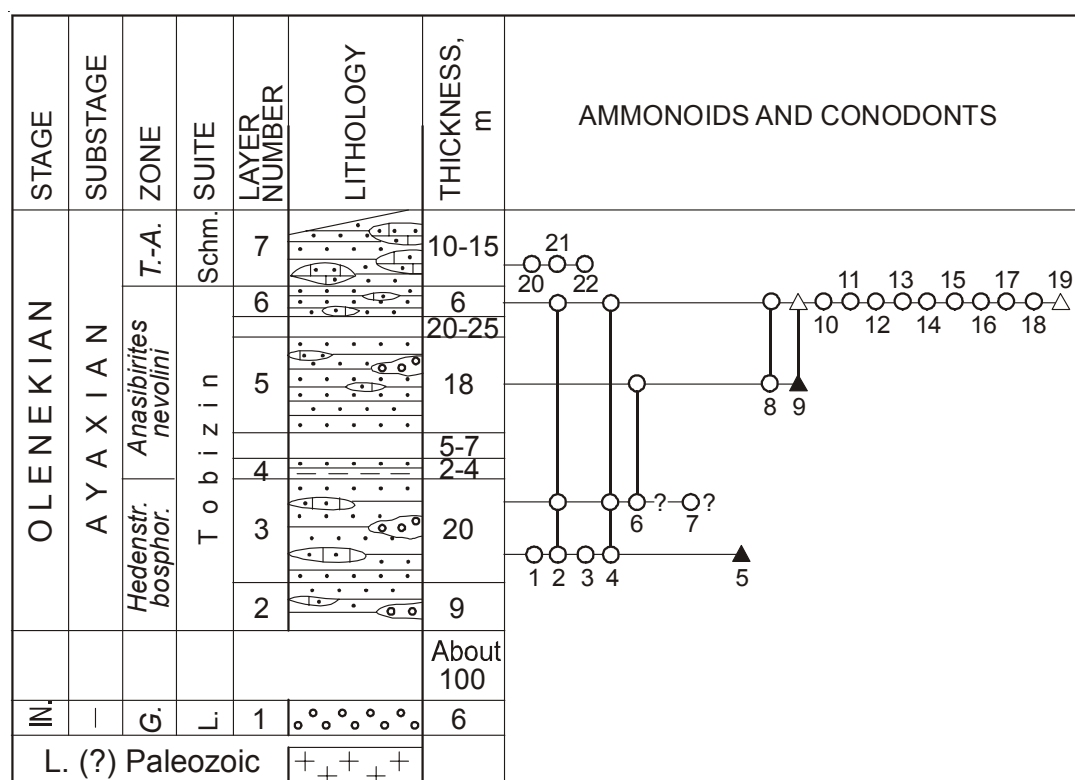 STAGE
SUBSTAGE
ZONE
SUITE
LAYER
NUMBER
LITHOLOGY
THICKNESS,
m
AMMONOIDS AND CONODONTS
OLENEKIAN
AYAXIAN
T.-A.
Schm.
7
10-15
21
20 22
6
6
11 13 15 17 19
10 12 14 16 18
20-25
Anasibirites
nevolini
Tobizin
5
18
8 9
5-7
4
2-4
Hedenstr.
bosphor.
3
20
? ?
6 7
1 2 3 4 5
2
9
About
100
IN.
—
G.
L.
1
6
L. (?) Paleozoic